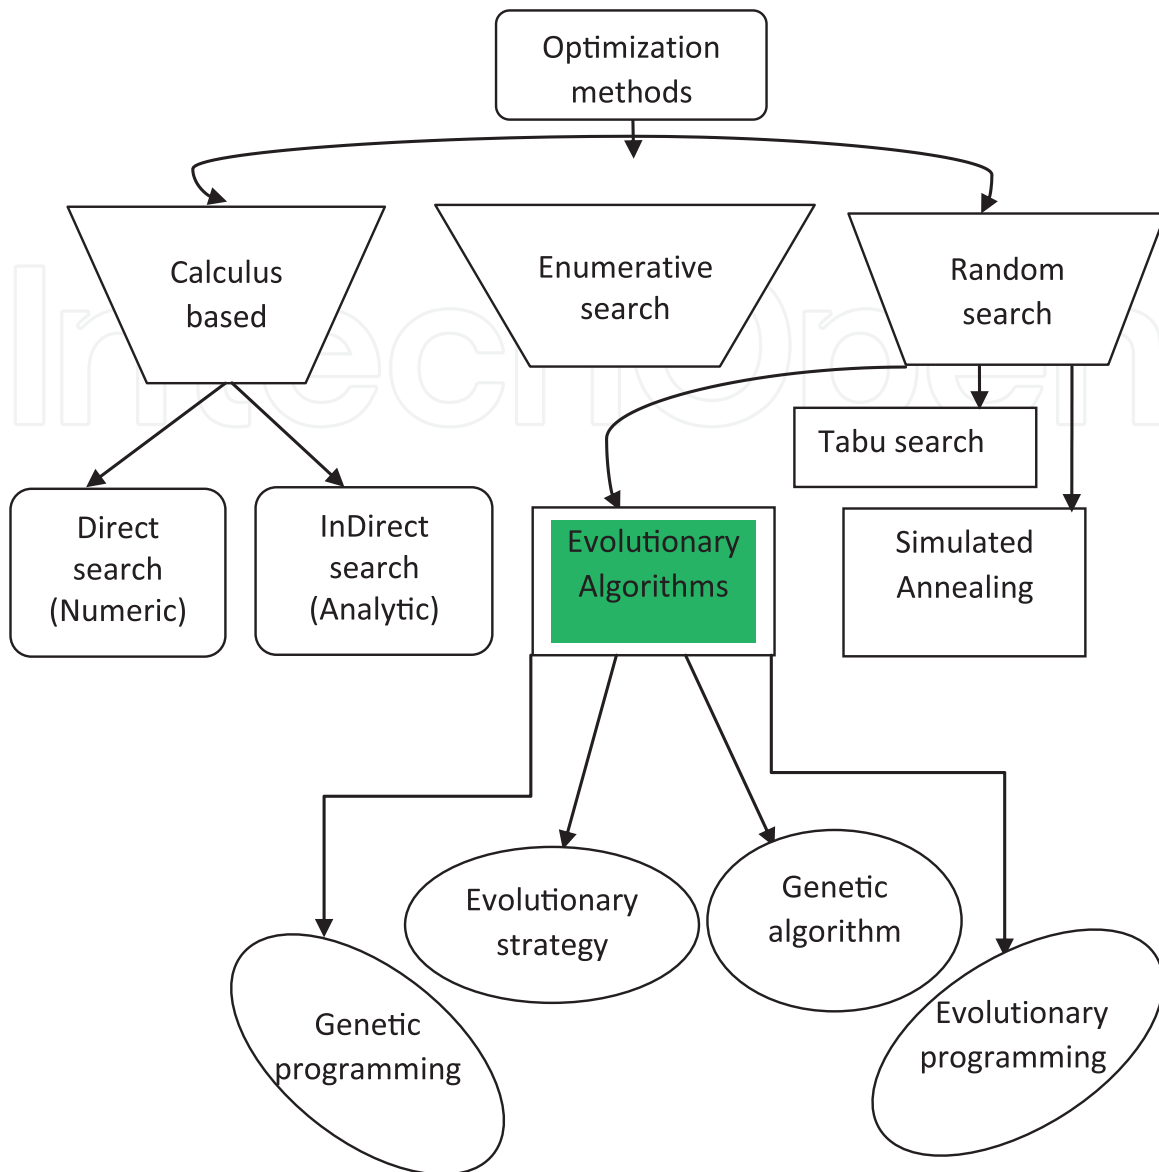 Optimization
methods
Calculus
based
Enumerative
search
Random
search
IntechOpen
Tabu search
Direct
search
(Numeric)
InDirect
search
(Analytic)
Evolutionary
Algorithms
Simulated
Annealing
Evolutionary
strategy
Genetic
algorithm
Genetic
programming
Evolutionary
programming